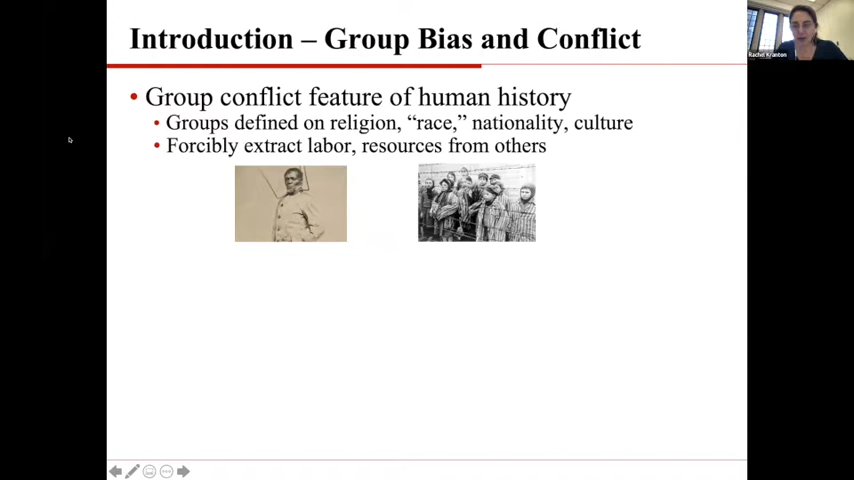 Introduction – Group Bias and Conflict
• Group conflict feature of human history
• Groups defined on religion, “race,” nationality, culture
• Forcibly extract labor, resources from others
Rachel Kranton